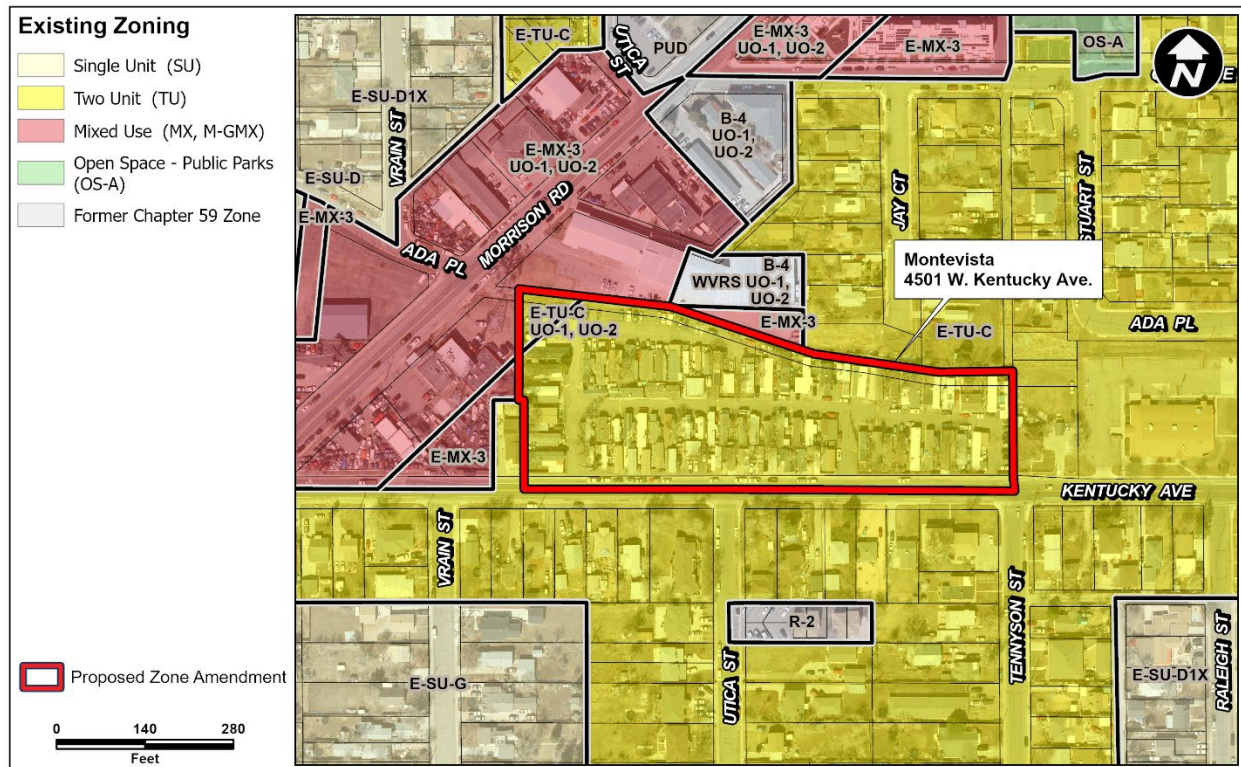 Existing Zoning
Single Unit (SU)
Two Unit (TU)
Mixed Use (MX, M-GMX)
Open Space - Public Parks
(OS-A)
Former Chapter 59 Zone
Proposed Zone Amendment
0 140 280
Feet
E-TU-C
UTICA ST
PUD
E-MX-3
UO-1, UO-2
E-MX-3
OS-A
N
E-SU-D1X
VRAIN ST
B-4
UO-1,
UO-2
E-MX-3
UO-1, UO-2
E-SU-D
JAY CT
STUART ST
E-MX-3
ADA PL
MORRISON RD
Montevista
4501 W. Kentucky Ave.
B-4
WVRS UO-1,
UO-2
E-TU-C
UO-1, UO-2
E-MX-3
E-TU-C
ADA PL
E-MX-3
KENTUCKY AVE
VRAIN ST
R-2
E-SU-G
UTICA ST
TENNYSON ST
E-SU-D1X
RALEIGH ST